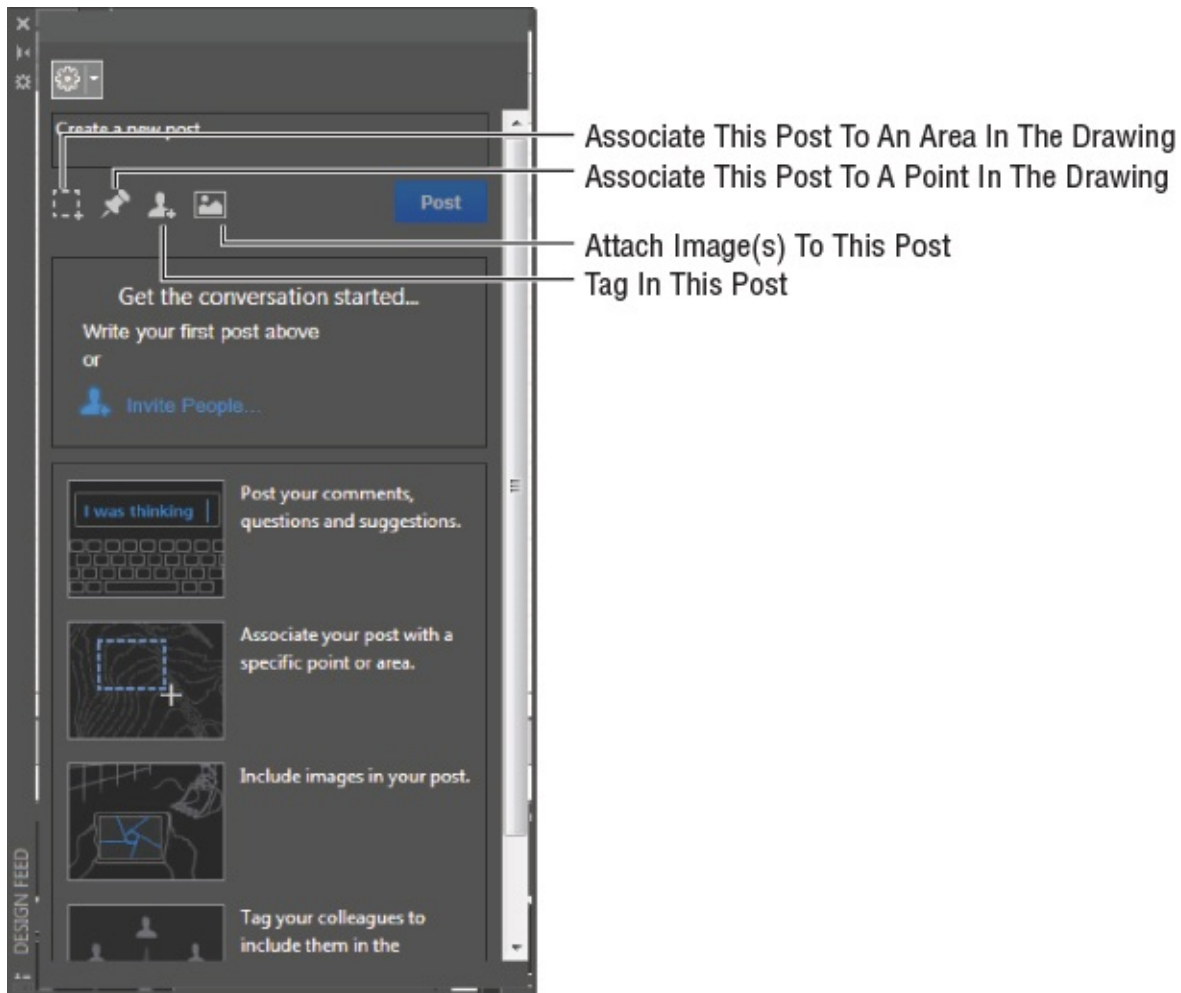 Create a new post
Post
Associate This Post To An Area In The Drawing
Associate This Post To A Point In The Drawing
Attach Image(s) To This Post
Tag In This Post
Get the conversation started...
Write your first post above
or
Invite People...
I was thinking
Post your comments,
questions and suggestions.
Associate your post with a
specific point or area.
Include images in your post.
Tag your colleagues to
include them in the
DESIGN FEED